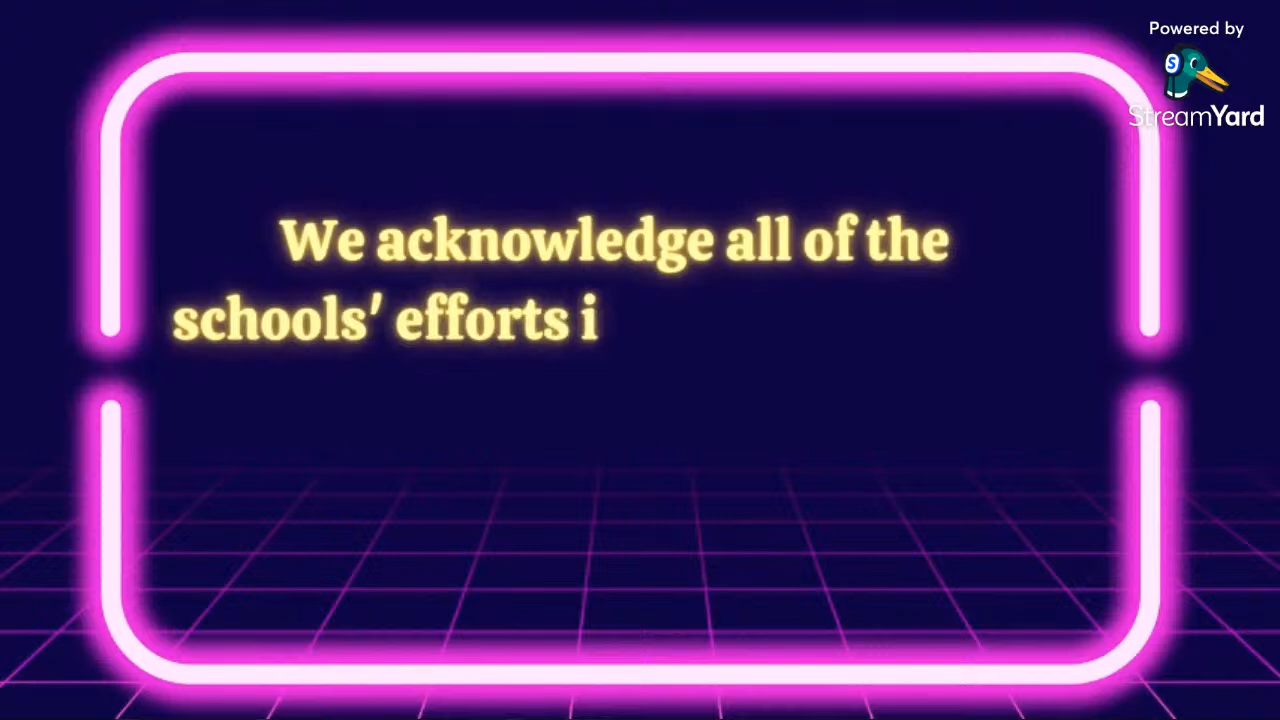 Powered by
StreamYard
We acknowledge all of the
schools' efforts i